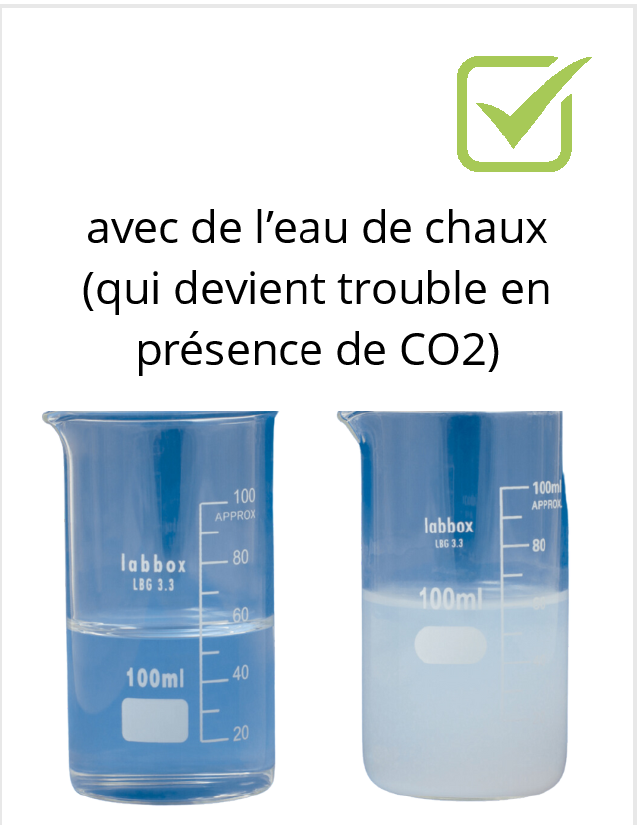 avec de l’eau de chaux
(qui devient trouble en
présence de CO2)
100
APPROX
80
labbox
LBG 3.3
60
100ml
40
20
100ml
APPROX
labbox
LBG 3.3
80
100ml